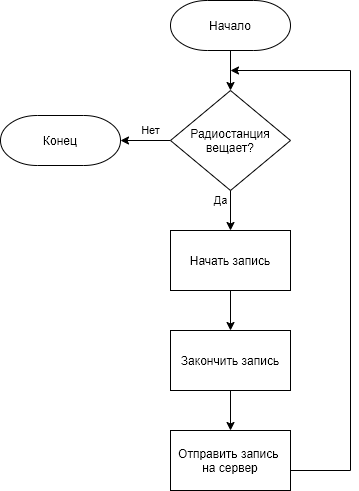 Начало
Радиостанция
вещает?
Нет
Конец
Да
Начать запись
Закончить запись
Отправить запись
на сервер